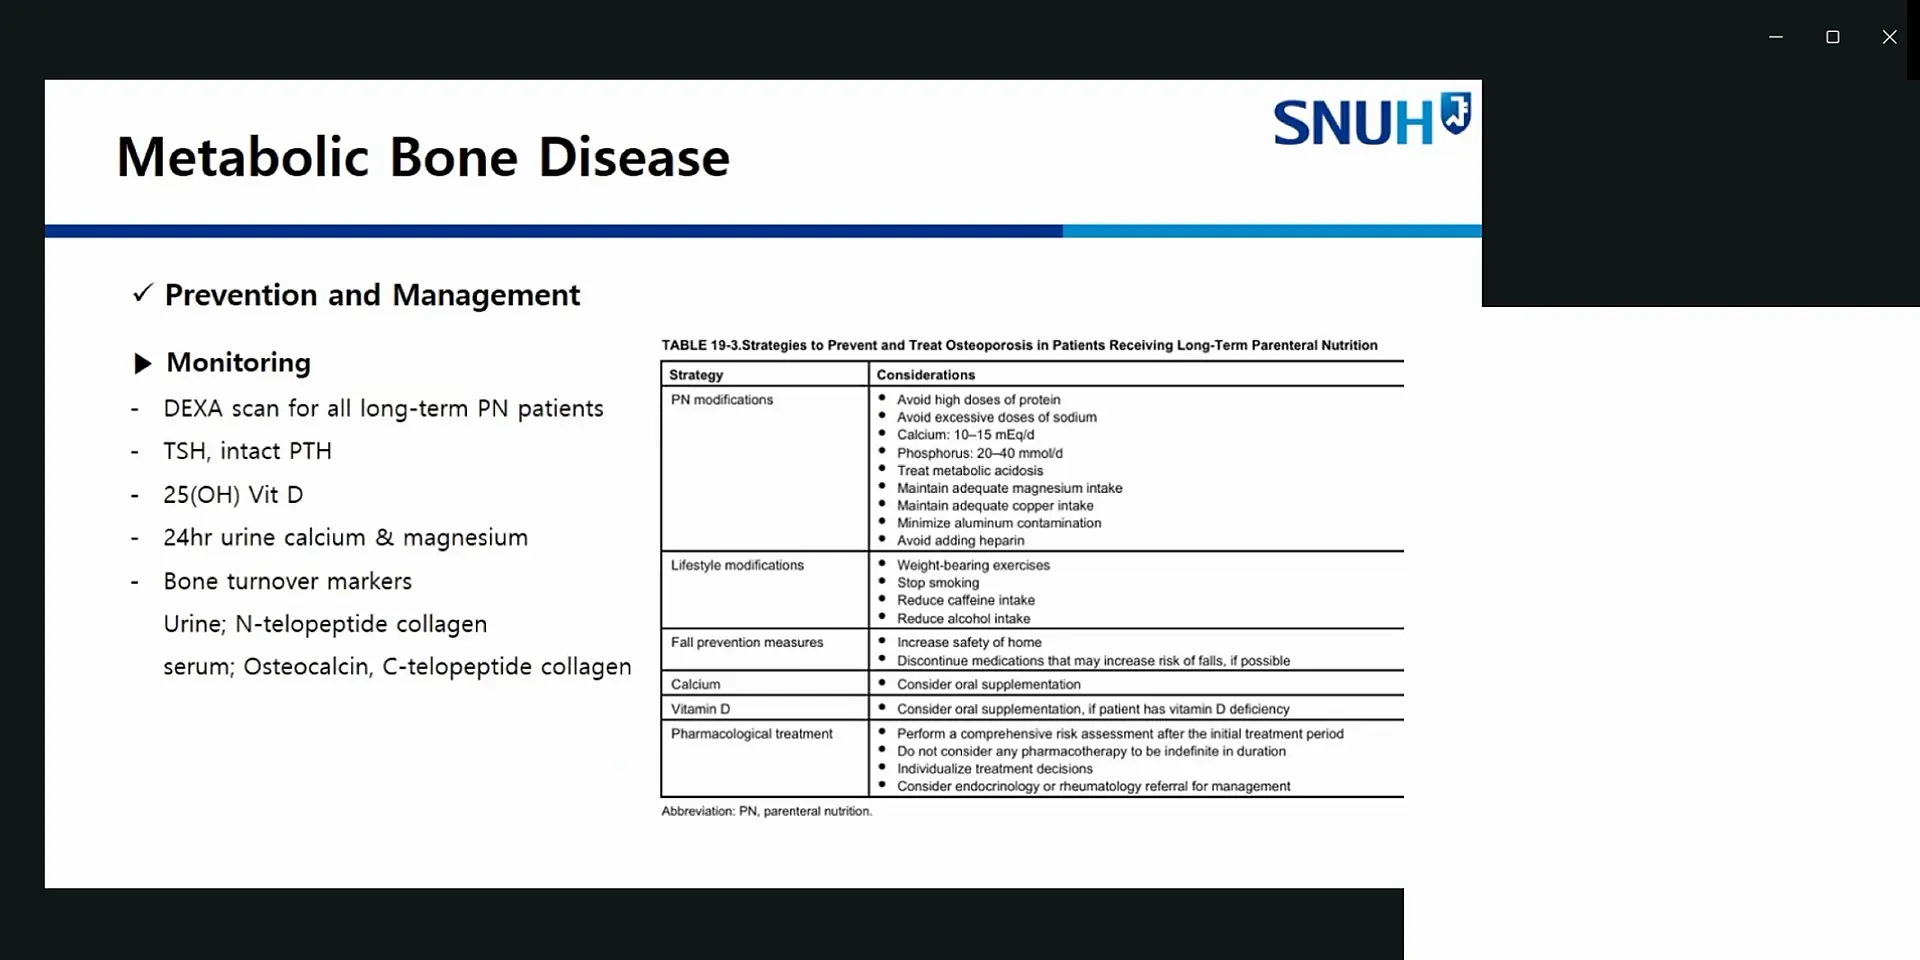 SNUH
Metabolic Bone Disease
✓ Prevention and Management
▶ Monitoring
- DEXA scan for all long-term PN patients
- TSH, intact PTH
- 25(OH) Vit D
- 24hr urine calcium & magnesium
- Bone turnover markers
Urine; N-telopeptide collagen
serum; Osteocalcin, C-telopeptide collagen
TABLE 19-3.Strategies to Prevent and Treat Osteoporosis in Patients Receiving Long-Term Parenteral Nutrition
Strategy Considerations
PN modifications • Avoid high doses of protein
• Avoid excessive doses of sodium
• Calcium: 10–15 mEq/d
• Phosphorus: 20–40 mmol/d
• Treat metabolic acidosis
• Maintain adequate magnesium intake
• Maintain adequate copper intake
• Minimize aluminum contamination
• Avoid adding heparin
Lifestyle modifications • Weight-bearing exercises
• Stop smoking
• Reduce caffeine intake
• Reduce alcohol intake
Fall prevention measures • Increase safety of home
• Discontinue medications that may increase risk of falls, if possible
Calcium • Consider oral supplementation
Vitamin D • Consider oral supplementation, if patient has vitamin D deficiency
Pharmacological treatment • Perform a comprehensive risk assessment after the initial treatment period
• Do not consider any pharmacotherapy to be indefinite in duration
• Individualize treatment decisions
• Consider endocrinology or rheumatology referral for management
Abbreviation: PN, parenteral nutrition.